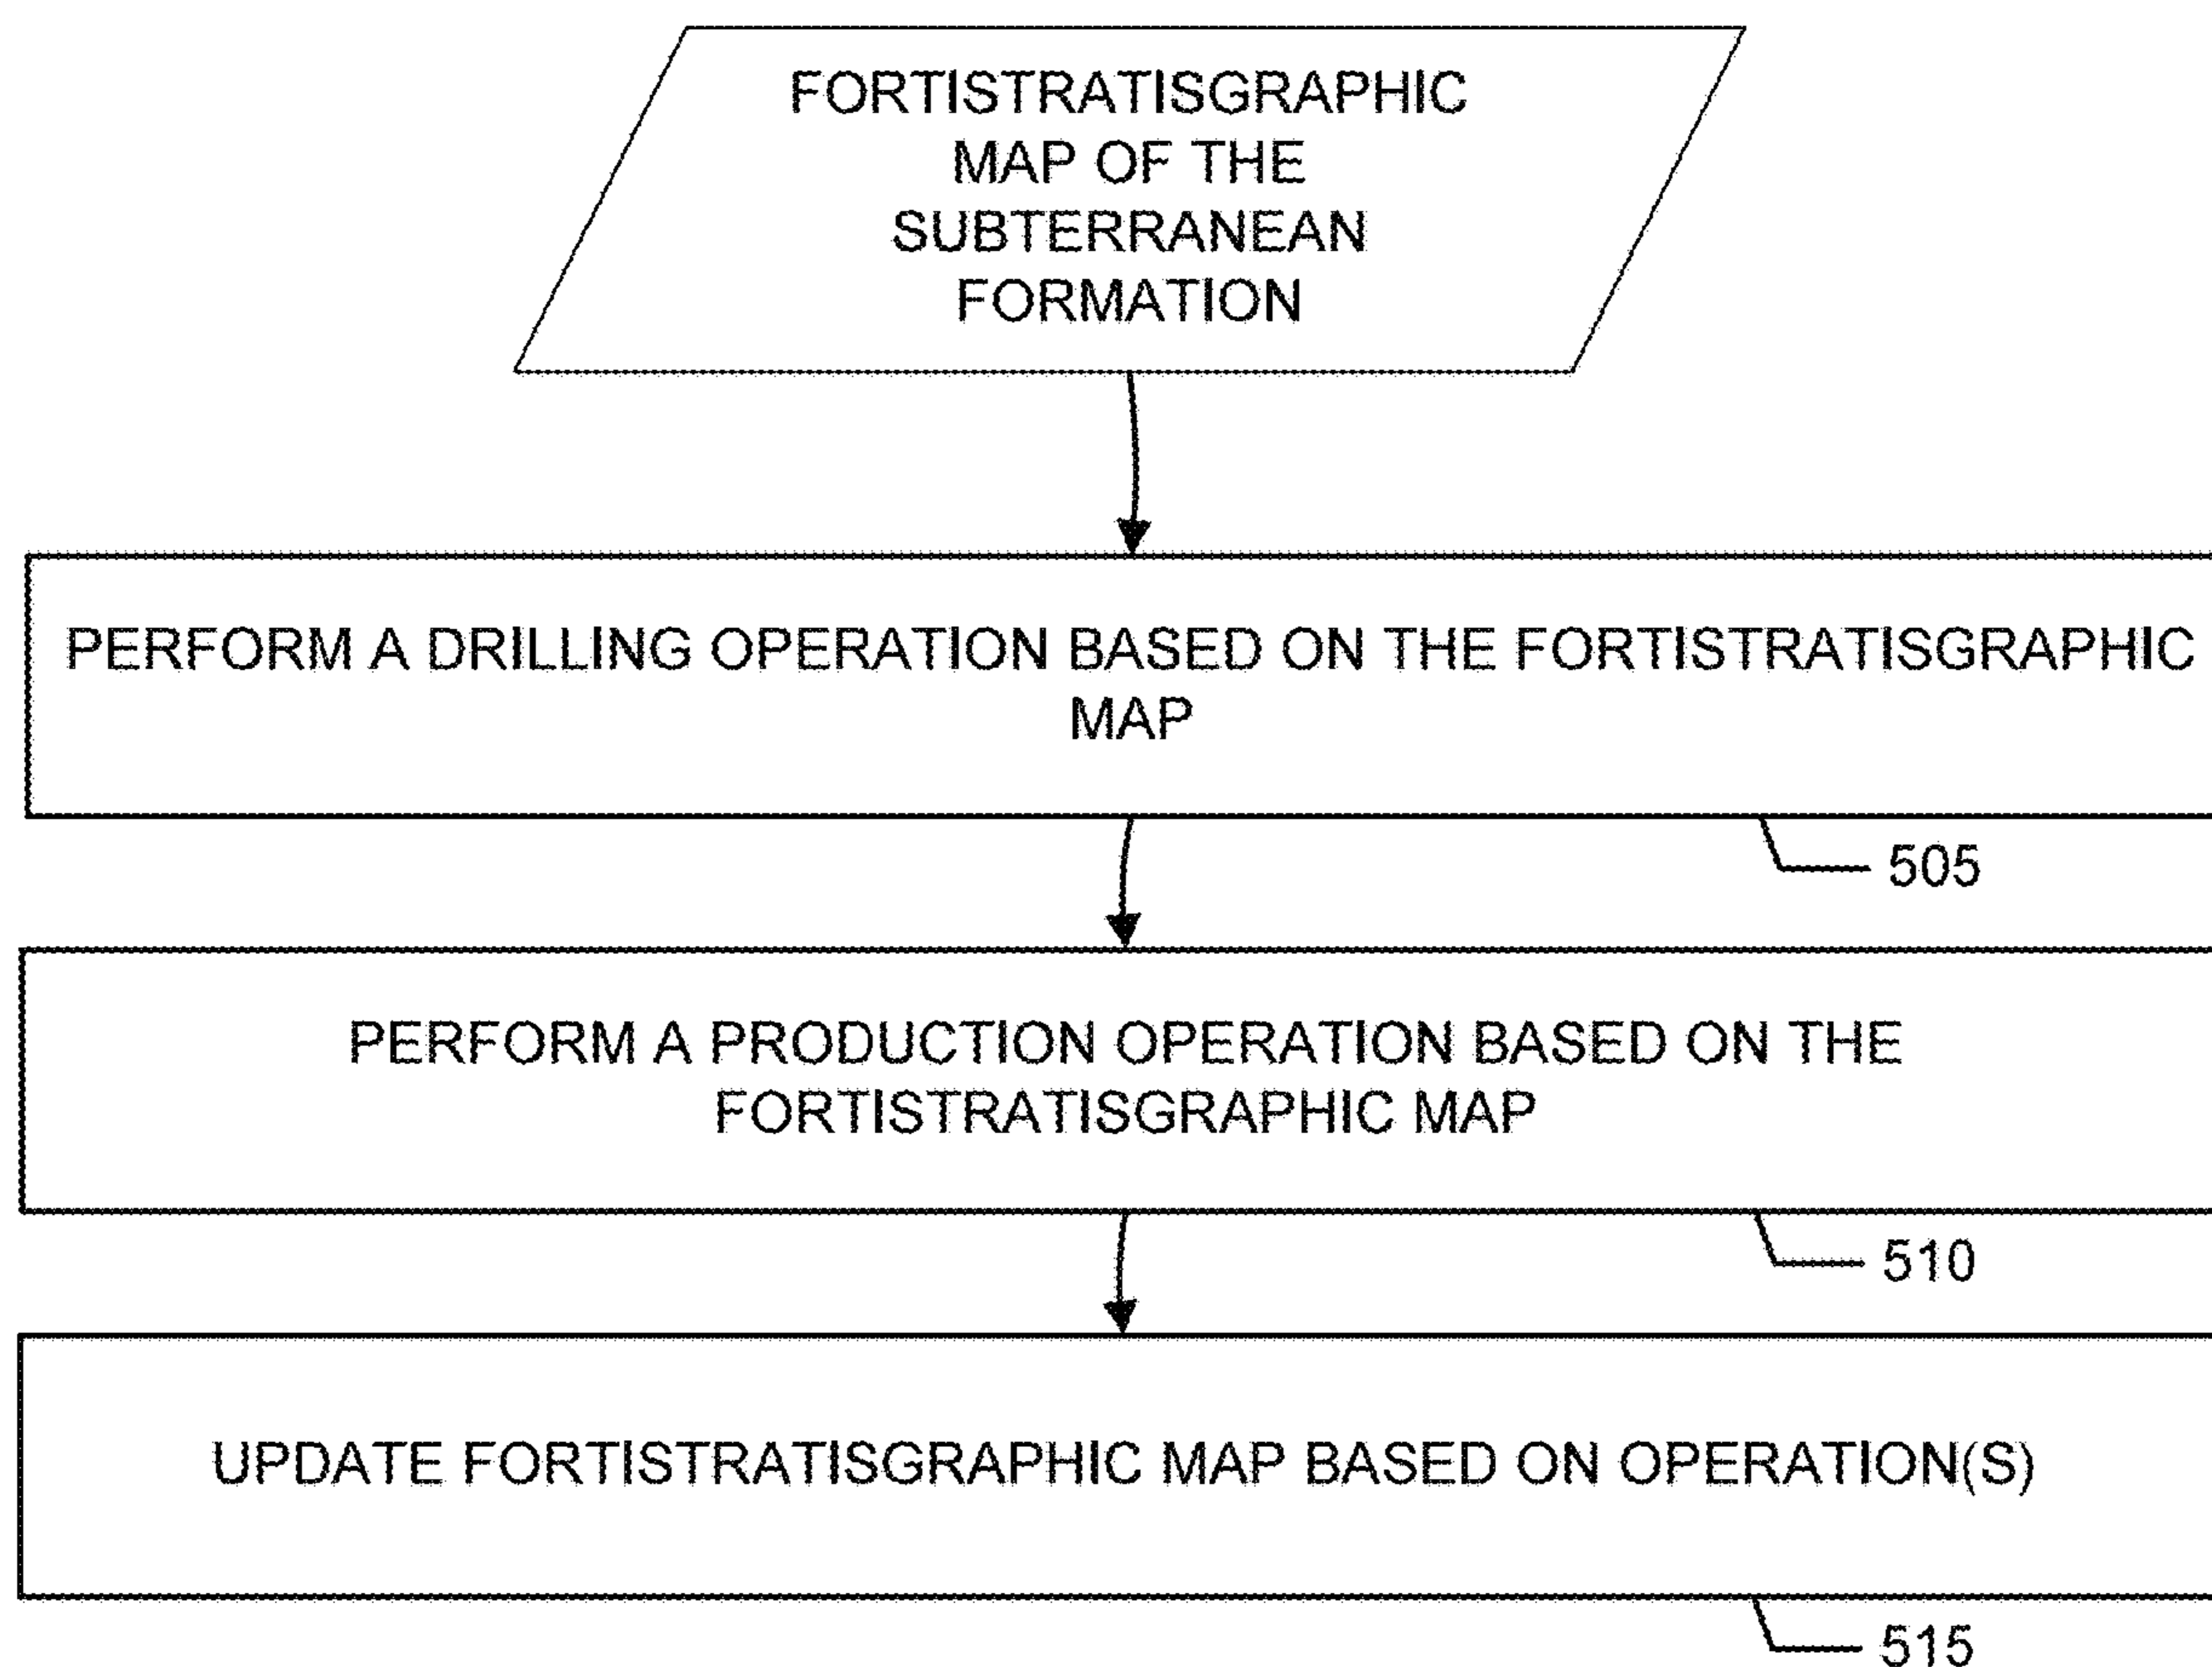 FORTISTRATISGRAPHIC
MAP OF THE
SUBTERRANEAN
FORMATION
PERFORM A DRILLING OPERATION BASED ON THE FORTISTRATISGRAPHIC
MAP
505
PERFORM A PRODUCTION OPERATION BASED ON THE
FORTISTRATISGRAPHIC MAP
510
UPDATE FORTISTRATISGRAPHIC MAP BASED ON OPERATION(S)
515